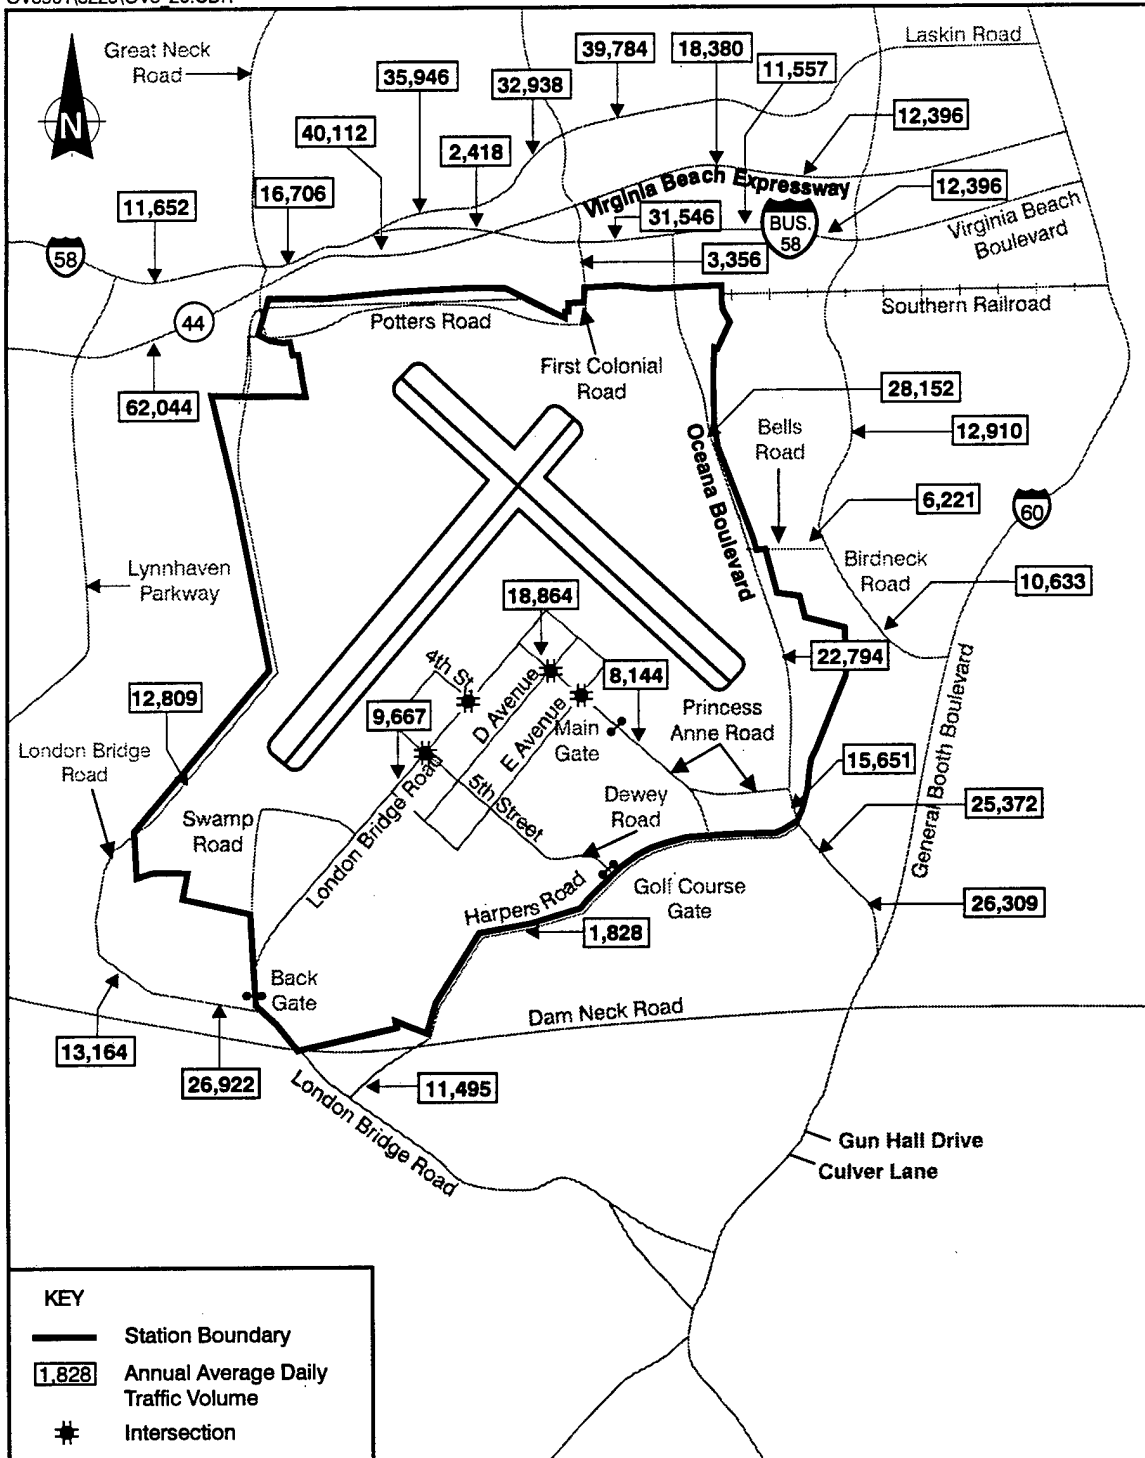 Great Neck
Road
39,784
18,380
Laskin Road
35,946
32,938
11,557
40,112
2,418
12,396
11,652
16,706
Virginia Beach Expressway
12,396
31,546
BUS.
58
Virginia Beach
Boulevard
N
58
3,356
44
Potters Road
Southern Railroad
First Colonial
Road
62,044
28,152
Bells
Road
12,910
Oceana Boulevard
6,221
60
Lynnhaven
Parkway
Birdneck
Road
10,633
18,864
4th St.
D Avenue
E Avenue
8,144
22,794
12,809
9,667
Main
Gate
Princess
Anne Road
General Booth Boulevard
London Bridge
Road
15,651
Swamp
Road
London Bridge Road
5th Street
Dewey
Road
25,372
Harpers Road
Golf Course
Gate
26,309
1,828
Back
Gate
Dam Neck Road
13,164
26,922
11,495
London Bridge Road
Gun Hall Drive
Culver Lane
KEY
Station Boundary
1,828
Annual Average Daily
Traffic Volume
Intersection